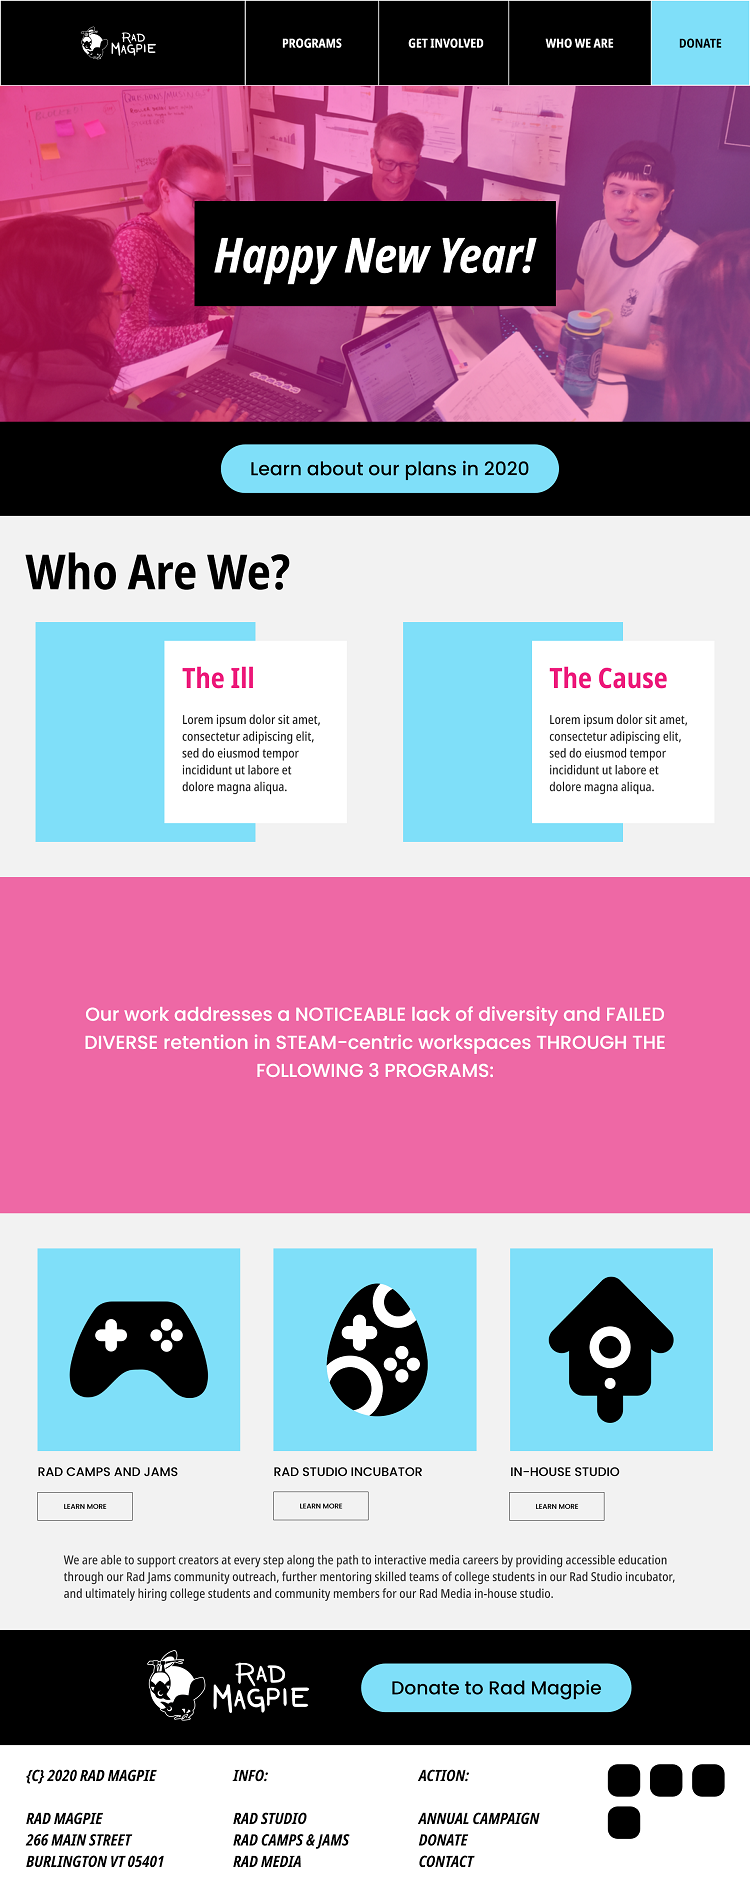 RAD
MAGPIE
PROGRAMS
GET INVOLVED
WHO WE ARE
DONATE
Happy New Year!
Learn about our plans in 2020
Who Are We?
The Ill
Lorem ipsum dolor sit amet,
consectetur adipiscing elit,
sed do eiusmod tempor
incididunt ut labore et
dolore magna aliqua.
The Cause
Lorem ipsum dolor sit amet,
consectetur adipiscing elit,
sed do eiusmod tempor
incididunt ut labore et
dolore magna aliqua.
Our work addresses a NOTICEABLE lack of diversity and FAILED
DIVERSE retention in STEAM-centric workspaces THROUGH THE
FOLLOWING 3 PROGRAMS:
RAD CAMPS AND JAMS
LEARN MORE
RAD STUDIO INCUBATOR
LEARN MORE
IN-HOUSE STUDIO
LEARN MORE
We are able to support creators at every step along the path to interactive media careers by providing accessible education
through our Rad Jams community outreach, further mentoring skilled teams of college students in our Rad Studio incubator,
and ultimately hiring college students and community members for our Rad Media in-house studio.
RAD
MAGPIE
Donate to Rad Magpie
{C} 2020 RAD MAGPIE
RAD MAGPIE
266 MAIN STREET
BURLINGTON VT 05401
INFO:
RAD STUDIO
RAD CAMPS & JAMS
RAD MEDIA
ACTION:
ANNUAL CAMPAIGN
DONATE
CONTACT